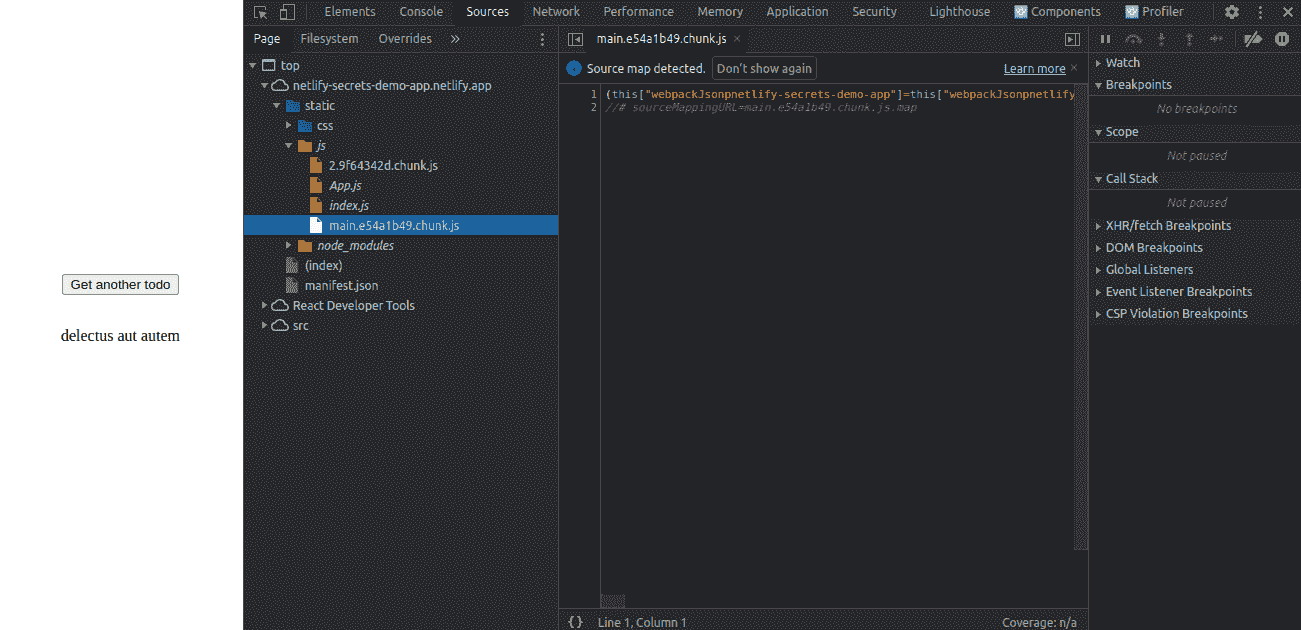 Elements Console Sources Network Performance Memory Application Security Lighthouse Components Profiler
Page Filesystem Overrides »
main.e54a1b49.chunk.js ×
top
netlify-secrets-demo-app.netlify.app
static
css
js
2.9f64342d.chunk.js
App.js
index.js
main.e54a1b49.chunk.js
node_modules
(index)
manifest.json
React Developer Tools
src
Get another todo
delectus aut autem
Source map detected. Don't show again Learn more ×
1 (this["webpackJsonpnetlify-secrets-demo-app"]=this["webpackJsonpnetlify
2 //# sourceMappingURL=main.e54a1b49.chunk.js.map
{} Line 1, Column 1 Coverage: n/a
Watch
Breakpoints
No breakpoints
Scope
Not paused
Call Stack
Not paused
XHR/fetch Breakpoints
DOM Breakpoints
Global Listeners
Event Listener Breakpoints
CSP Violation Breakpoints